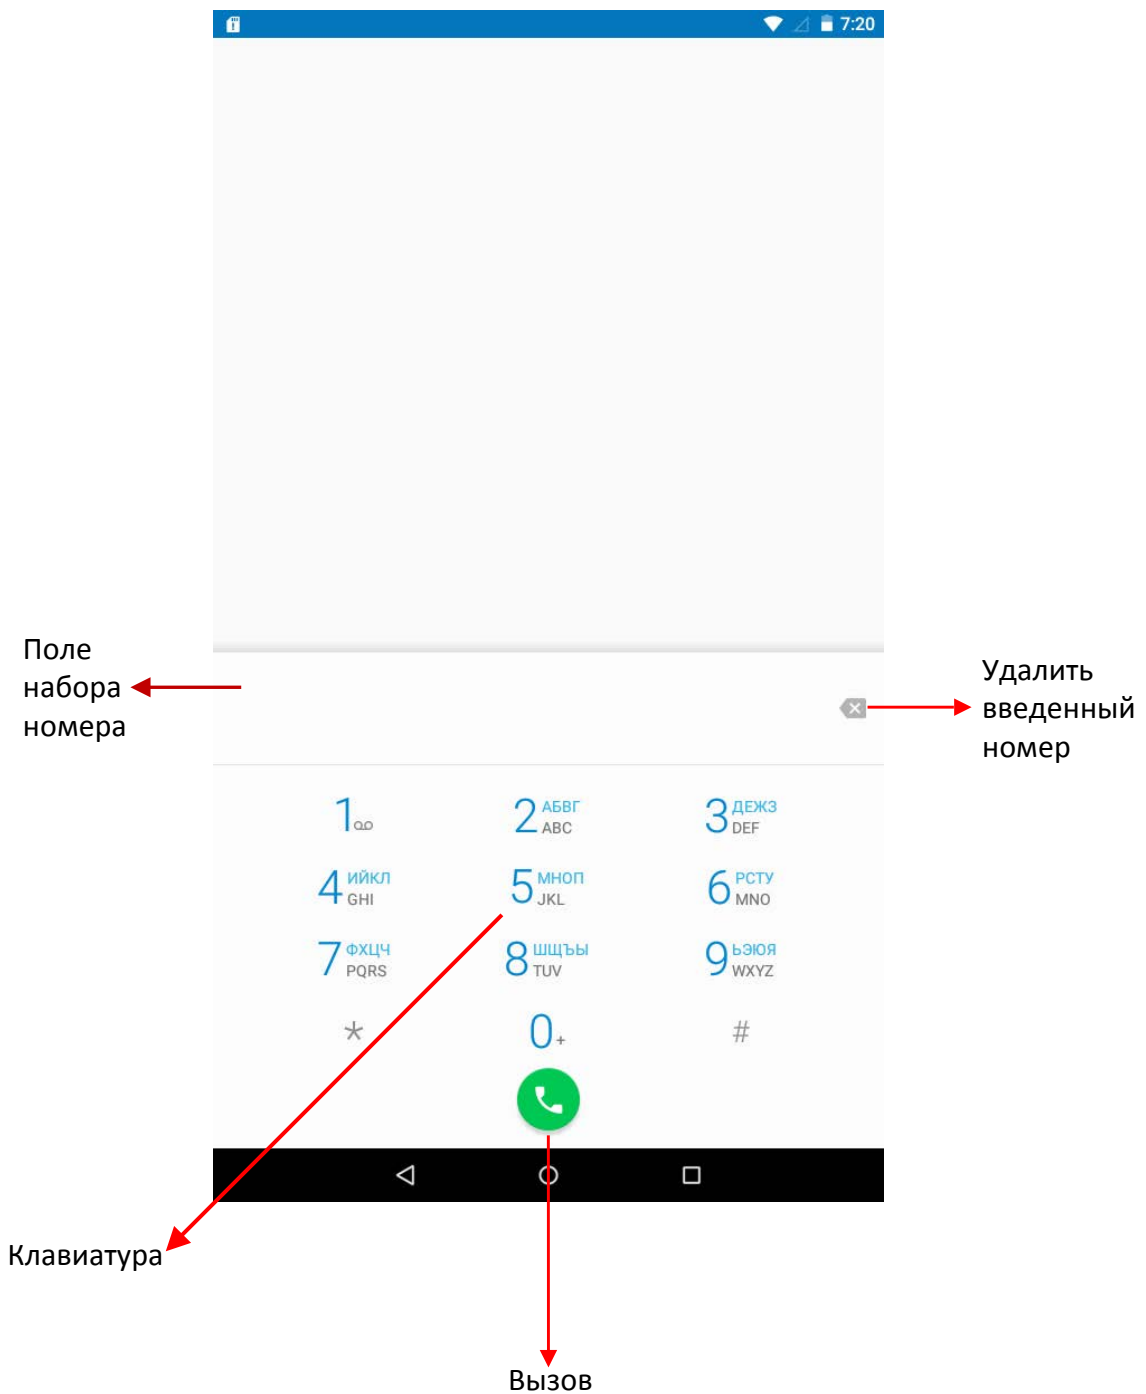 7:20
Поле
набора
номера
Удалить
введенный
номер
1
2 АБВГ
ABC
3 ДЕЖЗ
DEF
4 ИЙКЛ
GHI
5 МНОП
JKL
6 РСТУ
MNO
7 ФХЦЧ
PQRS
8 ШЩЪЫ
TUV
9 ЬЭЮЯ
WXYZ
*
0 +
#
Клавиатура
Вызов